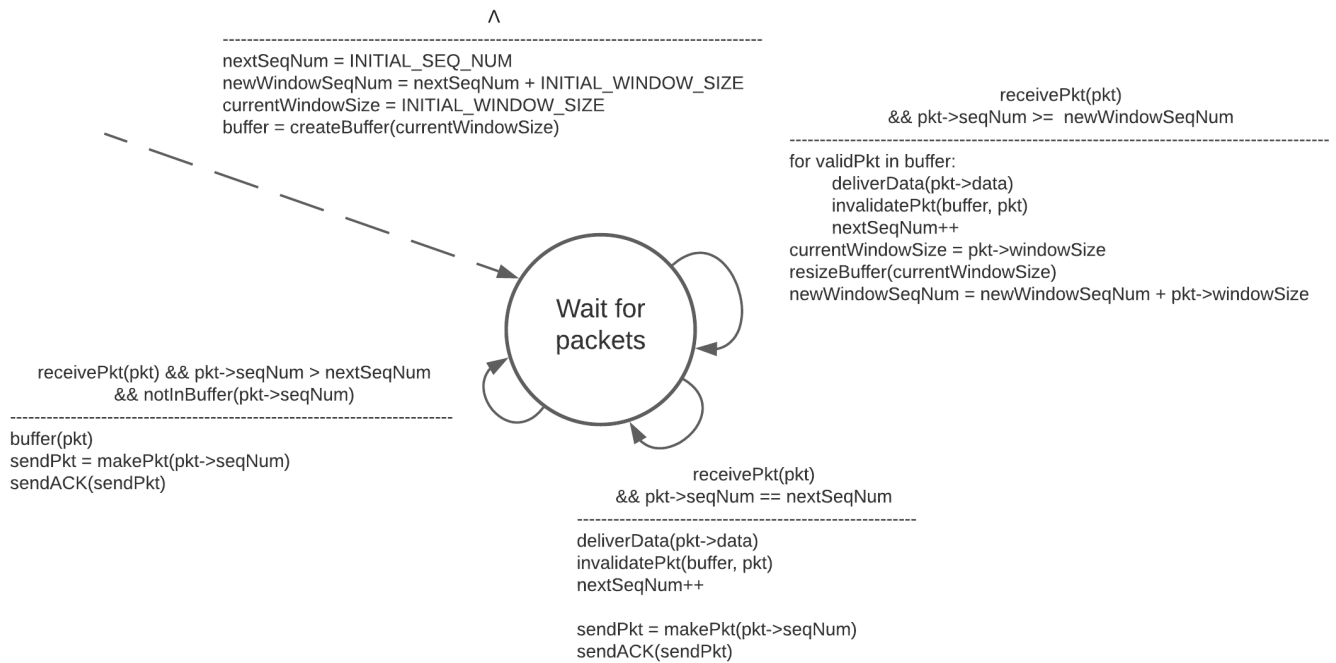 Λ
--------------------------------------------------------------------------------------------
nextSeqNum = INITIAL_SEQ_NUM
newWindowSeqNum = nextSeqNum + INITIAL_WINDOW_SIZE
currentWindowSize = INITIAL_WINDOW_SIZE
buffer = createBuffer(currentWindowSize)
receivePkt(pkt)
&& pkt->seqNum >= newWindowSeqNum
--------------------------------------------------------------------------------------------
for validPkt in buffer:
deliverData(pkt->data)
invalidatePkt(buffer, pkt)
nextSeqNum++
currentWindowSize = pkt->windowSize
resizeBuffer(currentWindowSize)
newWindowSeqNum = newWindowSeqNum + pkt->windowSize
Wait for
packets
receivePkt(pkt) && pkt->seqNum > nextSeqNum
&& notInBuffer(pkt->seqNum)
---------------------------------------------------------------------------
buffer(pkt)
sendPkt = makePkt(pkt->seqNum)
sendACK(sendPkt)
receivePkt(pkt)
&& pkt->seqNum == nextSeqNum
----------------------------------------------------------
deliverData(pkt->data)
invalidatePkt(buffer, pkt)
nextSeqNum++
sendPkt = makePkt(pkt->seqNum)
sendACK(sendPkt)